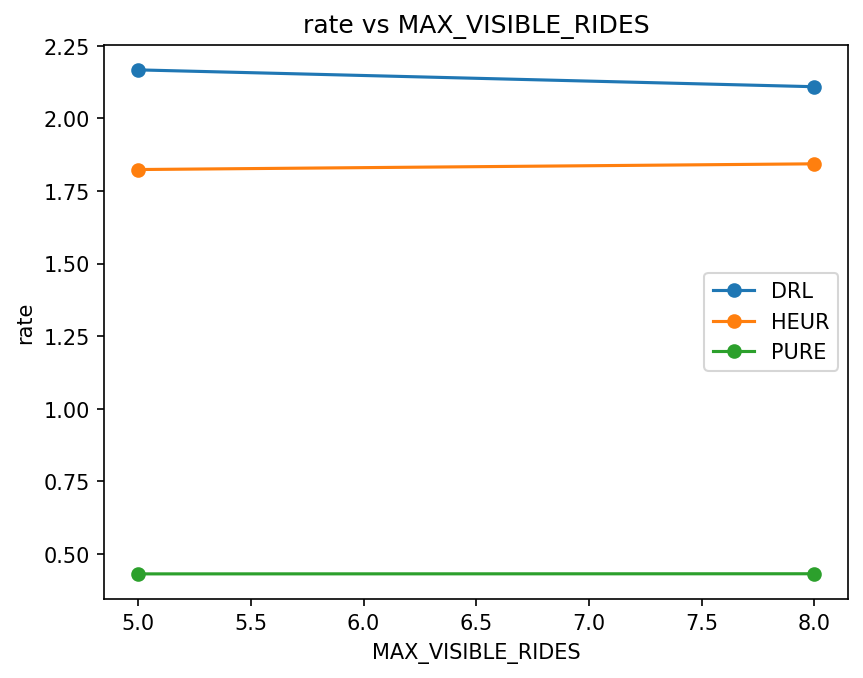 rate vs MAX_VISIBLE_RIDES
2.25
2.00
1.75
1.50
1.25
1.00
0.75
0.50
rate
DRL
HEUR
PURE
5.0 5.5 6.0 6.5 7.0 7.5 8.0
MAX_VISIBLE_RIDES